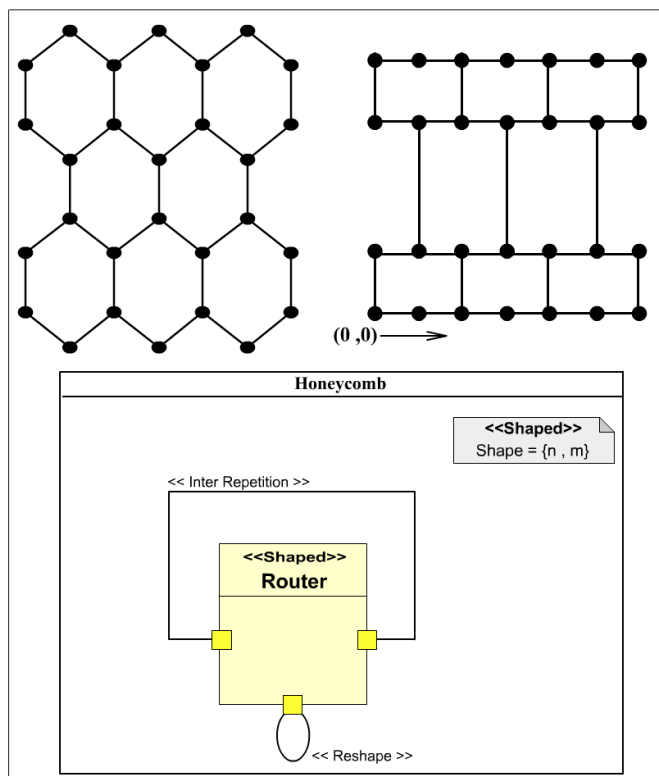 (0 ,0)
Honeycomb
<<Shaped>>
Shape = {n , m}
<< Inter Repetition >>
<<Shaped>>
Router
<< Reshape >>